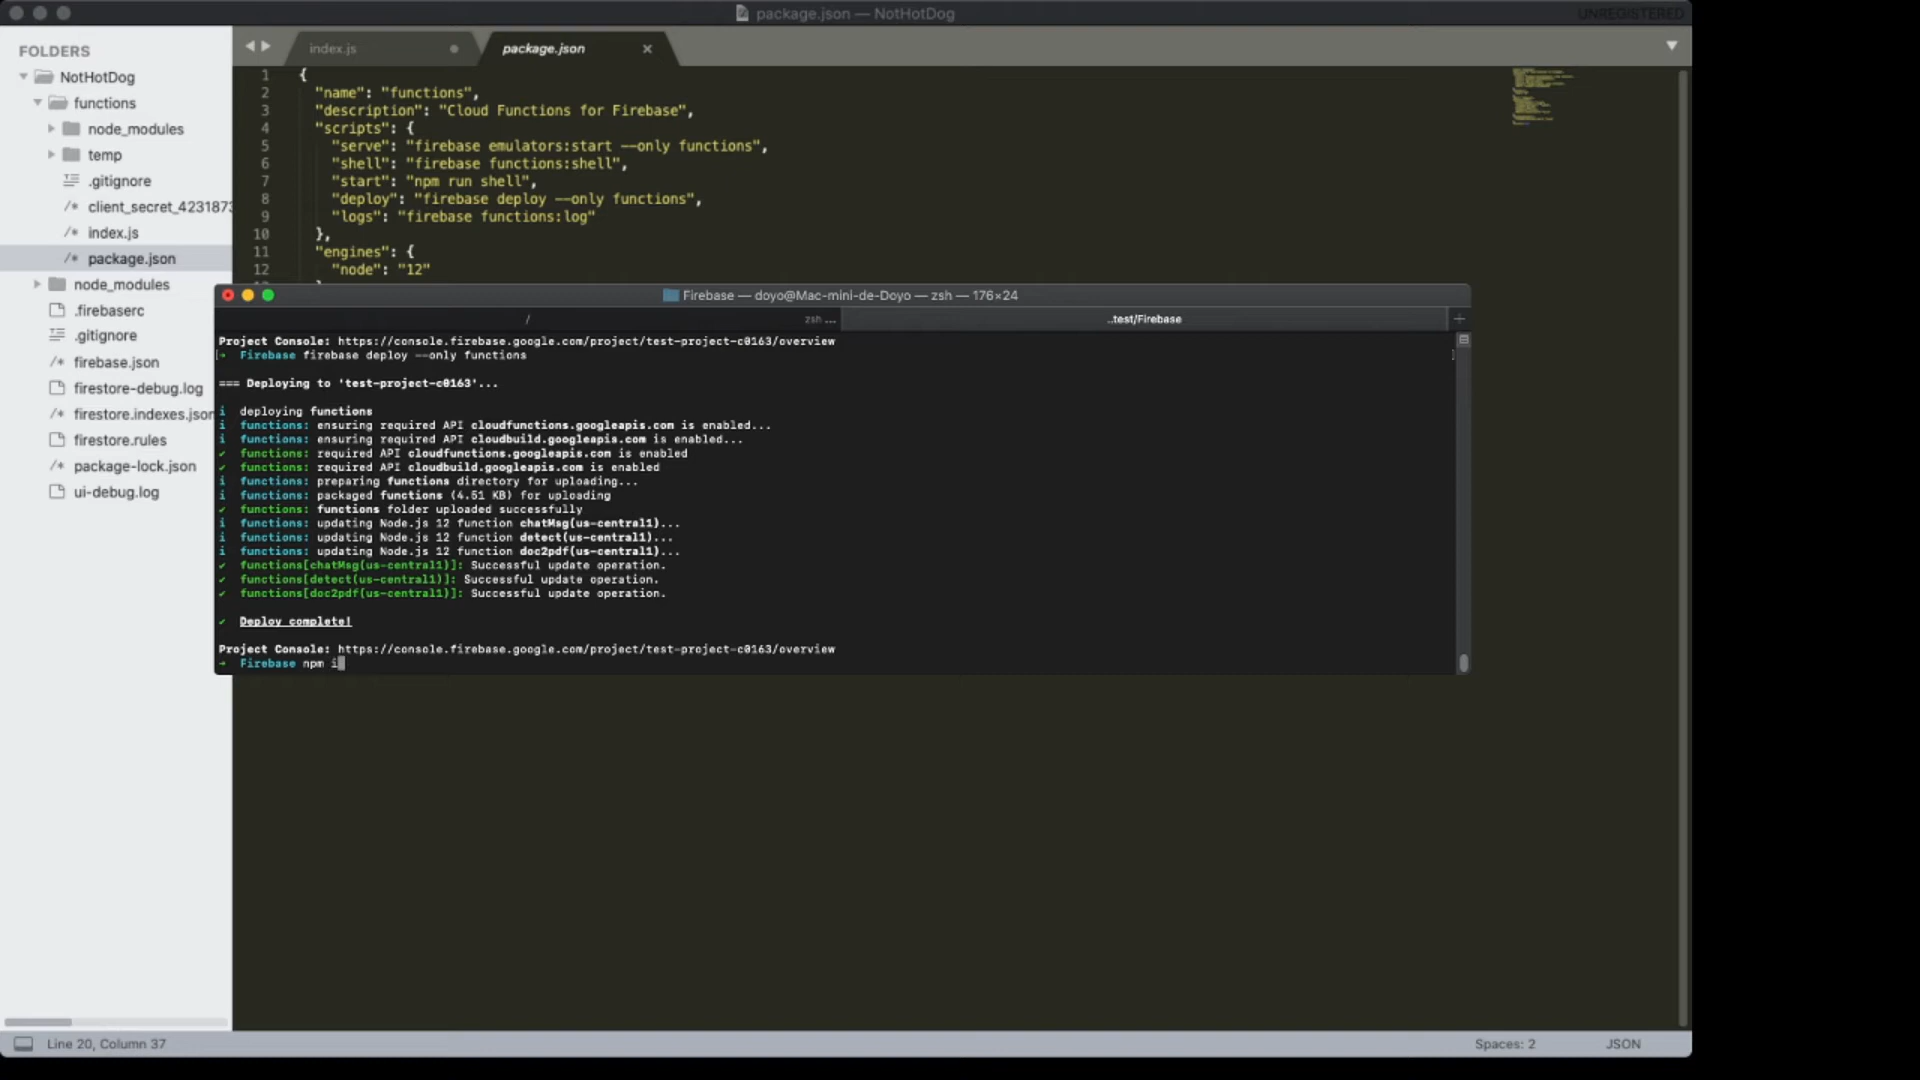 package.json — NotHotDog
UNREGISTERED
FOLDERS
NotHotDog
functions
node_modules
temp
.gitignore
/* client_secret_4231873
/* index.js
/* package.json
node_modules
.firebaserc
.gitignore
/* firebase.json
firestore-debug.log
/* firestore.indexes.json
firestore.rules
/* package-lock.json
ui-debug.log
index.js
package.json
1 {
2 "name": "functions",
3 "description": "Cloud Functions for Firebase",
4 "scripts": {
5 "serve": "firebase emulators:start --only functions",
6 "shell": "firebase functions:shell",
7 "start": "npm run shell",
8 "deploy": "firebase deploy --only functions",
9 "logs": "firebase functions:log"
10 },
11 "engines": {
12 "node": "12"
Firebase — doyo@Mac-mini-de-Doyo — zsh — 176×24
/ zsh ...
..test/Firebase
Project Console: https://console.firebase.google.com/project/test-project-c0163/overview
Firebase firebase deploy --only functions
=== Deploying to 'test-project-c0163'...
i deploying functions
i functions: ensuring required API cloudfunctions.googleapis.com is enabled...
i functions: ensuring required API cloudbuild.googleapis.com is enabled...
✔ functions: required API cloudfunctions.googleapis.com is enabled
✔ functions: required API cloudbuild.googleapis.com is enabled
i functions: preparing functions directory for uploading...
i functions: packaged functions (4.51 KB) for uploading
✔ functions: functions folder uploaded successfully
i functions: updating Node.js 12 function chatMsg(us-central1)...
i functions: updating Node.js 12 function detect(us-central1)...
i functions: updating Node.js 12 function doc2pdf(us-central1)...
✔ functions[chatMsg(us-central1)]: Successful update operation.
✔ functions[detect(us-central1)]: Successful update operation.
✔ functions[doc2pdf(us-central1)]: Successful update operation.
✔ Deploy complete!
Project Console: https://console.firebase.google.com/project/test-project-c0163/overview
Firebase npm i
Line 20, Column 37
Spaces: 2
JSON